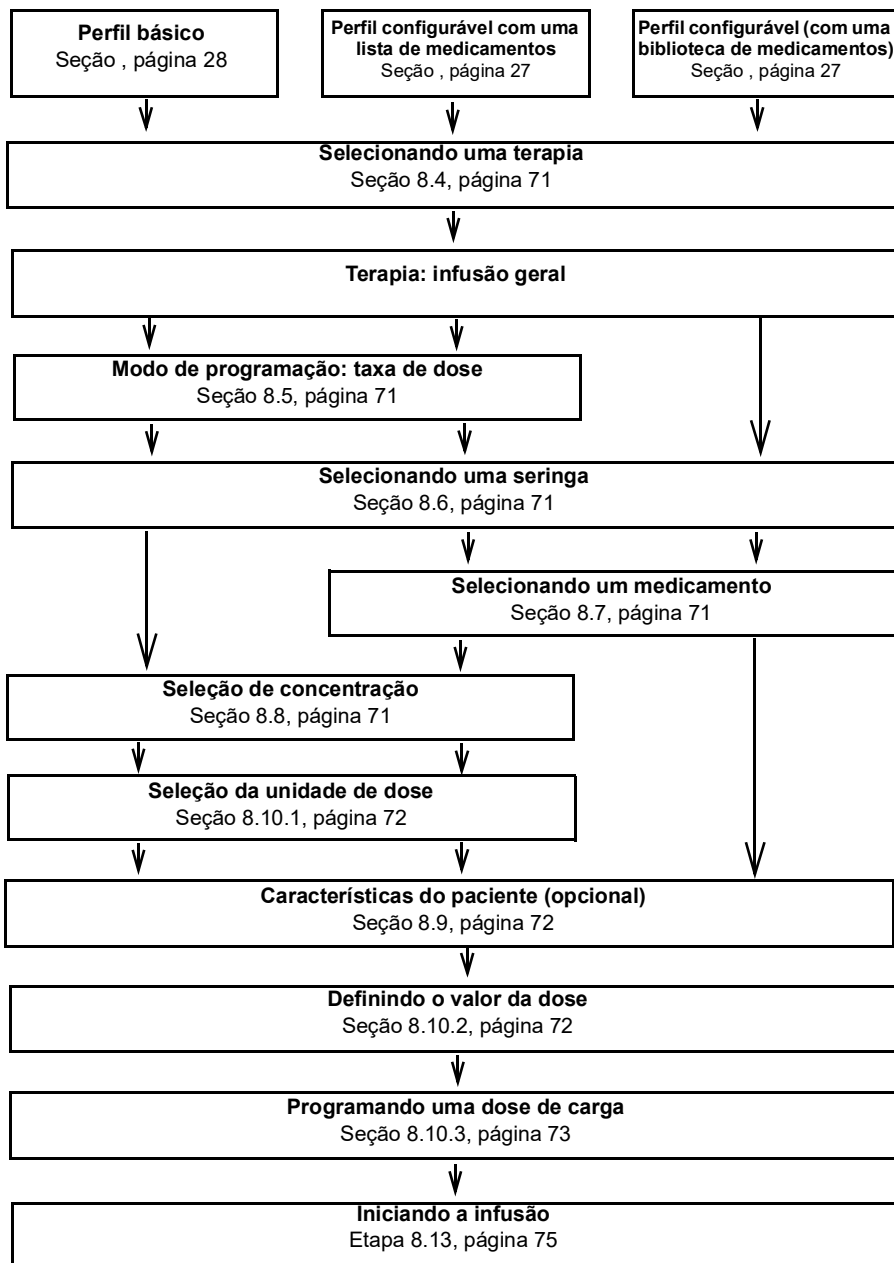 Perfil básico
Seção , página 28
Perfil configurável com uma
lista de medicamentos
Seção , página 27
Perfil configurável (com uma
biblioteca de medicamentos)
Seção , página 27
Selecionando uma terapia
Seção 8.4, página 71
Terapia: infusão geral
Modo de programação: taxa de dose
Seção 8.5, página 71
Selecionando uma seringa
Seção 8.6, página 71
Selecionando um medicamento
Seção 8.7, página 71
Seleção de concentração
Seção 8.8, página 71
Seleção da unidade de dose
Seção 8.10.1, página 72
Características do paciente (opcional)
Seção 8.9, página 72
Definindo o valor da dose
Seção 8.10.2, página 72
Programando uma dose de carga
Seção 8.10.3, página 73
Iniciando a infusão
Etapa 8.13, página 75